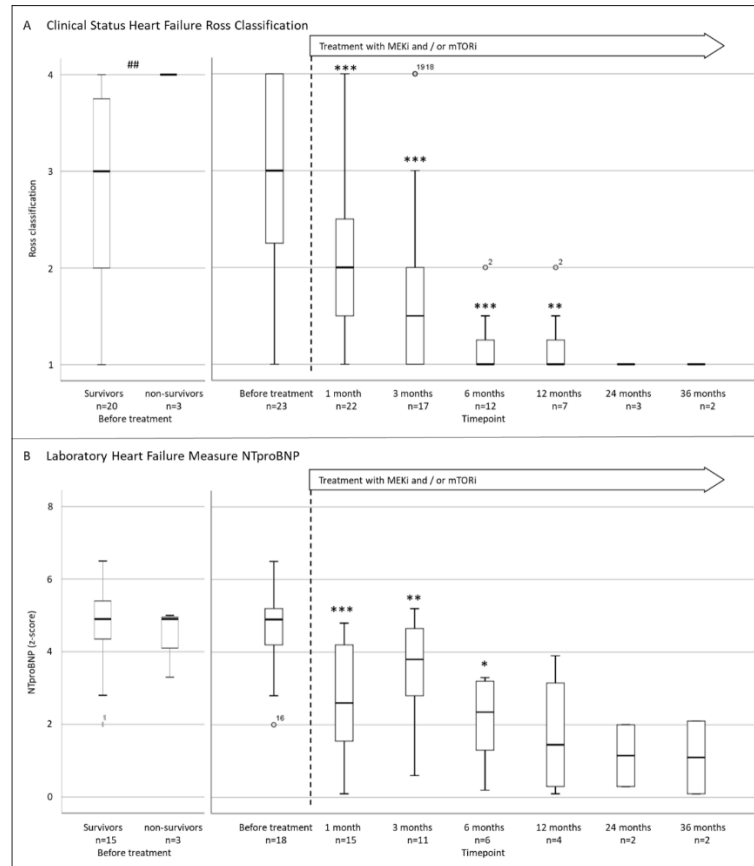 A Clinical Status Heart Failure Ross Classification
Treatment with MEKi and / or mTORi
##
***
19 18
***
2
***
2
**
4
3
2
1
Ross classification
Survivors non-survivors Before treatment 1 month 3 months 6 months 12 months 24 months 36 months
n=20 n=3 n=23 n=22 n=17 n=12 n=7 n=3 n=2
Before treatment Timepoint
B Laboratory Heart Failure Measure NTproBNP
Treatment with MEKi and / or mTORi
8
6
4
2
0
NTproBNP (z-score)
***
**
*
16
Survivors non-survivors Before treatment 1 month 3 months 6 months 12 months 24 months 36 months
n=15 n=3 n=18 n=15 n=11 n=6 n=4 n=2 n=2
Before treatment Timepoint